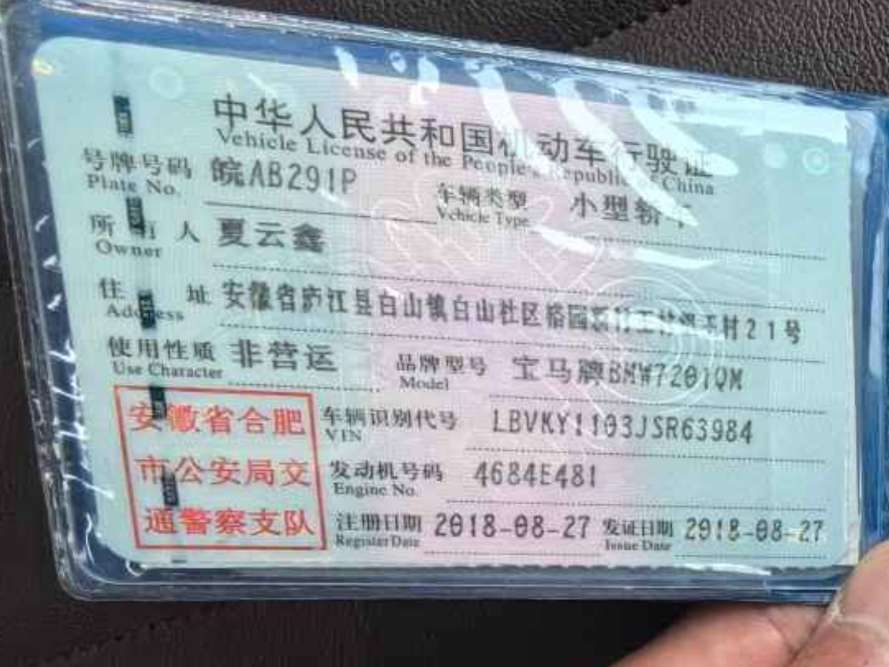 中华人民共和国机动车行驶证
Vehicle License of the People's Republic of China
号牌号码 皖AB291P 车辆类型 小型轿车
Plate No. Vehicle Type
所有人 夏云鑫
Owner
住址 安徽省庐江县白山镇白山社区 村21号
Address
使用性质 非营运 品牌型号 宝马牌BMW7201QM
Use Character Model
安徽省合肥 车辆识别代号 LBVKY1103JSR63984
VIN
市公安局交 发动机号码 4684E481
Engine No.
通警察支队 注册日期 2018-08-27 发证日期 2018-08-27
Register Date Issue Date